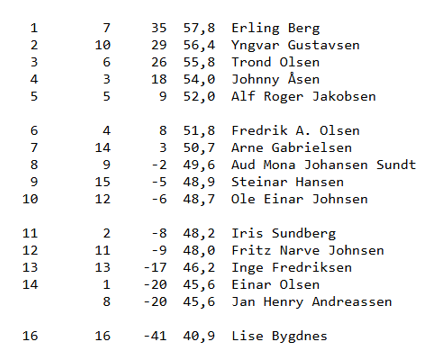 1 7 35 57,8 Erling Berg
2 10 29 56,4 Yngvar Gustavsen
3 6 26 55,8 Trond Olsen
4 3 18 54,0 Johnny Åsen
5 5 9 52,0 Alf Roger Jakobsen
6 4 8 51,8 Fredrik A. Olsen
7 14 3 50,7 Arne Gabrielsen
8 9 -2 49,6 Aud Mona Johansen Sundt
9 15 -5 48,9 Steinar Hansen
10 12 -6 48,7 Ole Einar Johnsen
11 2 -8 48,2 Iris Sundberg
12 11 -9 48,0 Fritz Narve Johnsen
13 13 -17 46,2 Inge Fredriksen
14 1 -20 45,6 Einar Olsen
8 -20 45,6 Jan Henry Andreassen
16 16 -41 40,9 Lise Bygdnes